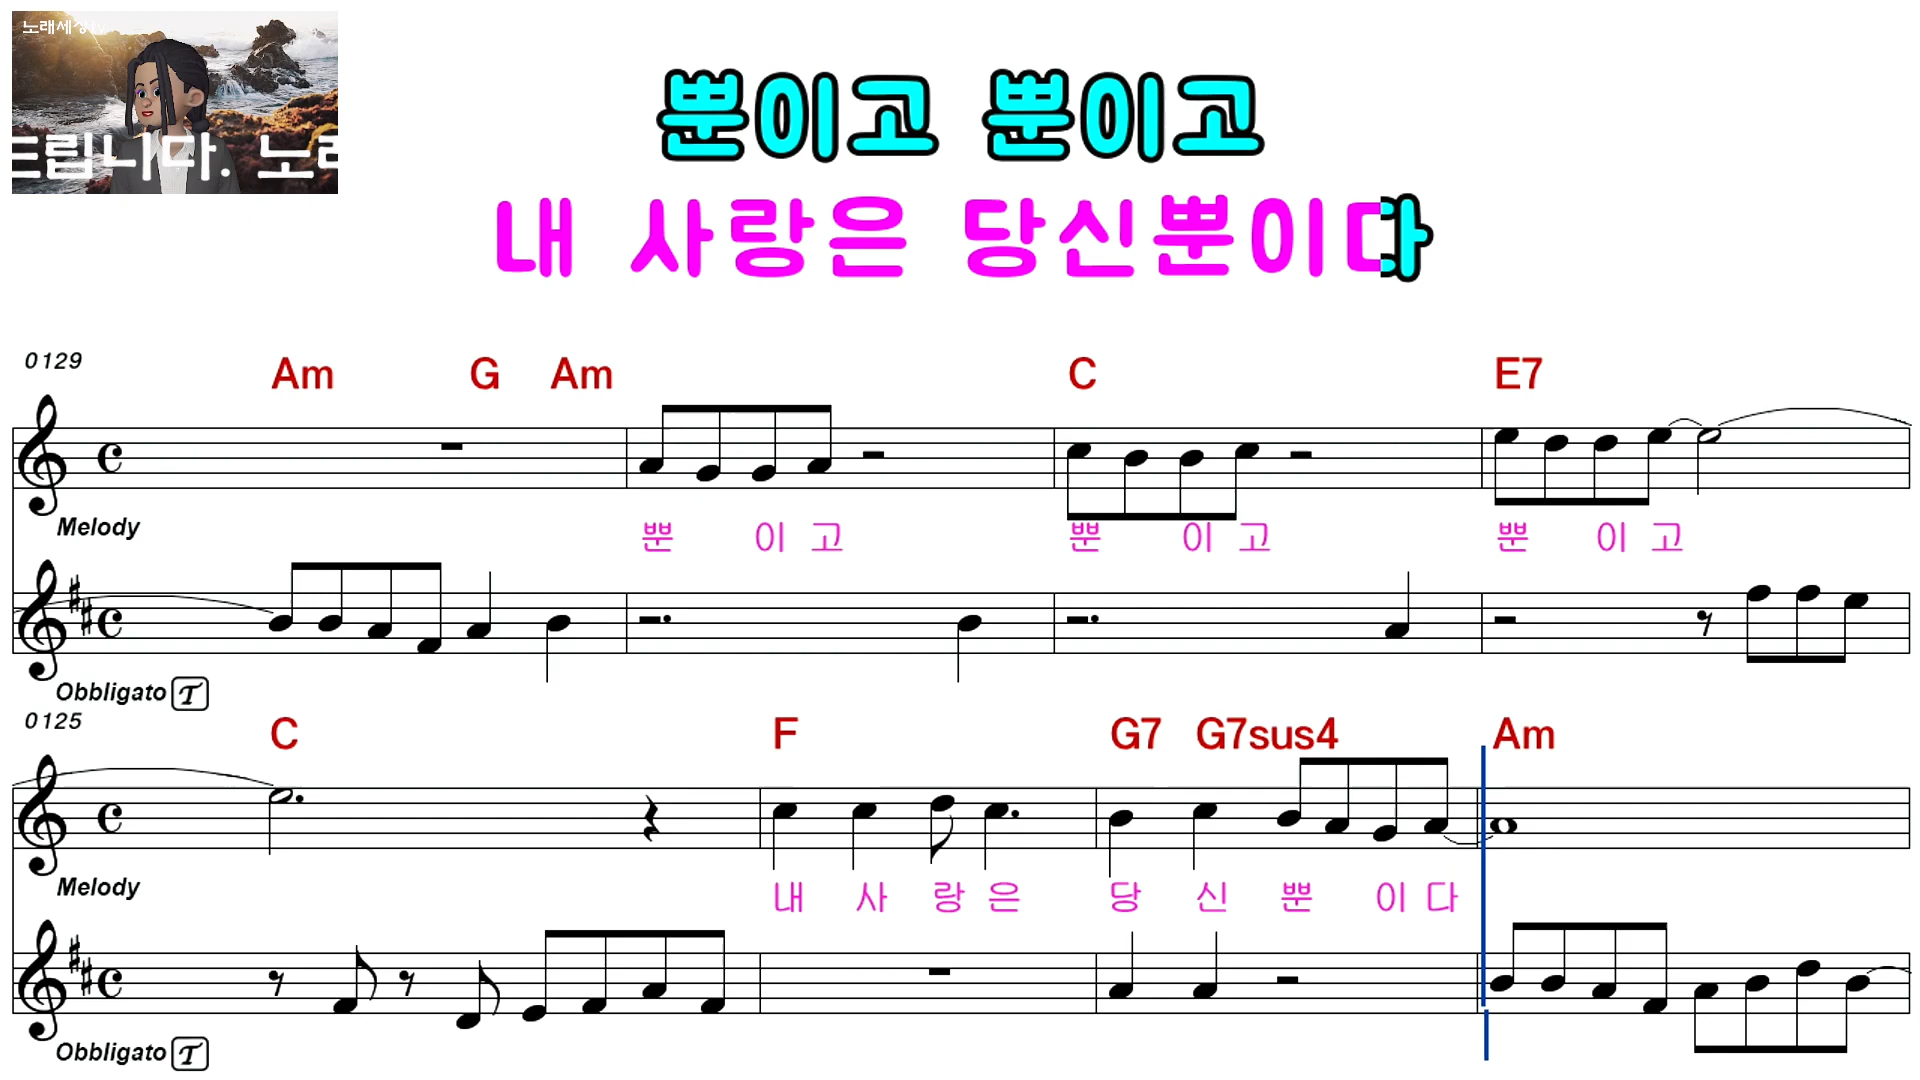 노래세상
드립니다. 노래
뿐이고 뿐이고
내 사랑은 당신뿐이다
0129
Am G Am C E7
Melody
뿐 이 고 뿐 이 고 뿐 이 고
Obbligato T
0125
C F G7 G7sus4 Am
Melody
내 사 랑 은 당 신 뿐 이 다
Obbligato T